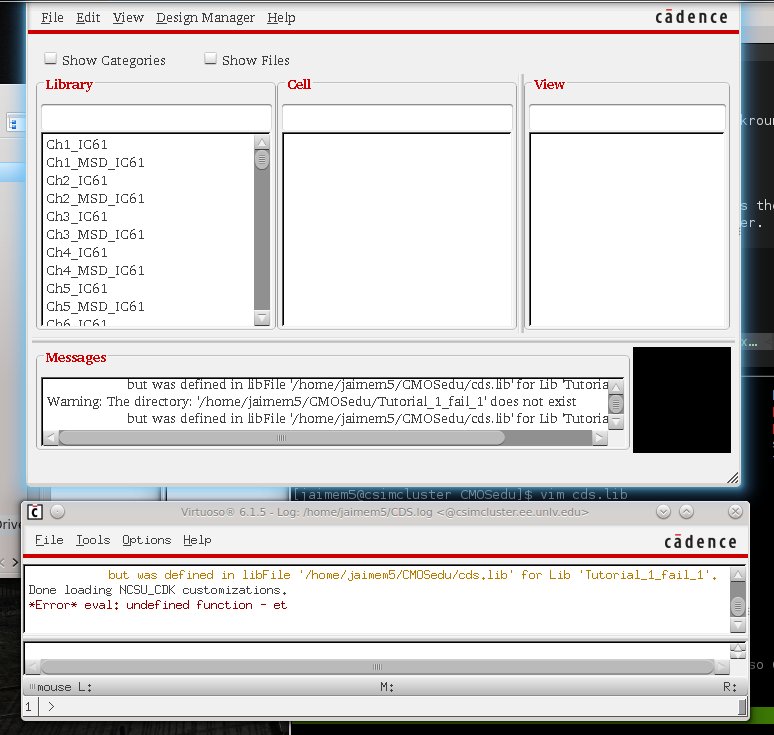 File Edit View Design Manager Help cādence
Show Categories Show Files
Library Cell View
Ch1_IC61
Ch1_MSD_IC61
Ch2_IC61
Ch2_MSD_IC61
Ch3_IC61
Ch3_MSD_IC61
Ch4_IC61
Ch4_MSD_IC61
Ch5_IC61
Ch5_MSD_IC61
Ch6_IC61
Messages
but was defined in libFile '/home/jaimem5/CMOSedu/cds.lib' for Lib 'Tutoria
Warning: The directory: '/home/jaimem5/CMOSedu/Tutorial_1_fail_1' does not exist
but was defined in libFile '/home/jaimem5/CMOSedu/cds.lib' for Lib 'Tutoria
[jaimem5@csimcluster CMOSedu]$ vim cds.lib
Virtuoso® 6.1.5 - Log: /home/jaimem5/CDS.log <@csimcluster.ee.unlv.edu>
File Tools Options Help cādence
but was defined in libFile '/home/jaimem5/CMOSedu/cds.lib' for Lib 'Tutorial_1_fail_1'.
Done loading NCSU_CDK customizations.
*Error* eval: undefined function - et
mouse L: M: R:
1 >